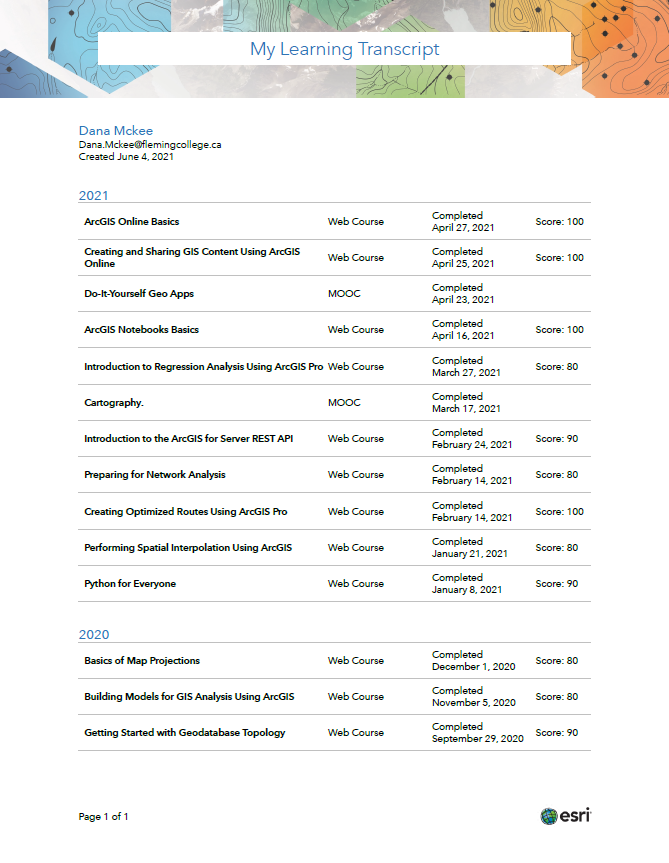 My Learning Transcript
Dana Mckee
Dana.Mckee@flemingcollege.ca
Created June 4, 2021
2021
ArcGIS Online Basics Web Course Completed April 27, 2021 Score: 100
Creating and Sharing GIS Content Using ArcGIS Online Web Course Completed April 25, 2021 Score: 100
Do-It-Yourself Geo Apps MOOC Completed April 23, 2021
ArcGIS Notebooks Basics Web Course Completed April 16, 2021 Score: 100
Introduction to Regression Analysis Using ArcGIS Pro Web Course Completed March 27, 2021 Score: 80
Cartography. MOOC Completed March 17, 2021
Introduction to the ArcGIS for Server REST API Web Course Completed February 24, 2021 Score: 90
Preparing for Network Analysis Web Course Completed February 14, 2021 Score: 80
Creating Optimized Routes Using ArcGIS Pro Web Course Completed February 14, 2021 Score: 100
Performing Spatial Interpolation Using ArcGIS Web Course Completed January 21, 2021 Score: 80
Python for Everyone Web Course Completed January 8, 2021 Score: 90
2020
Basics of Map Projections Web Course Completed December 1, 2020 Score: 80
Building Models for GIS Analysis Using ArcGIS Web Course Completed November 5, 2020 Score: 80
Getting Started with Geodatabase Topology Web Course Completed September 29, 2020 Score: 90
Page 1 of 1
esri